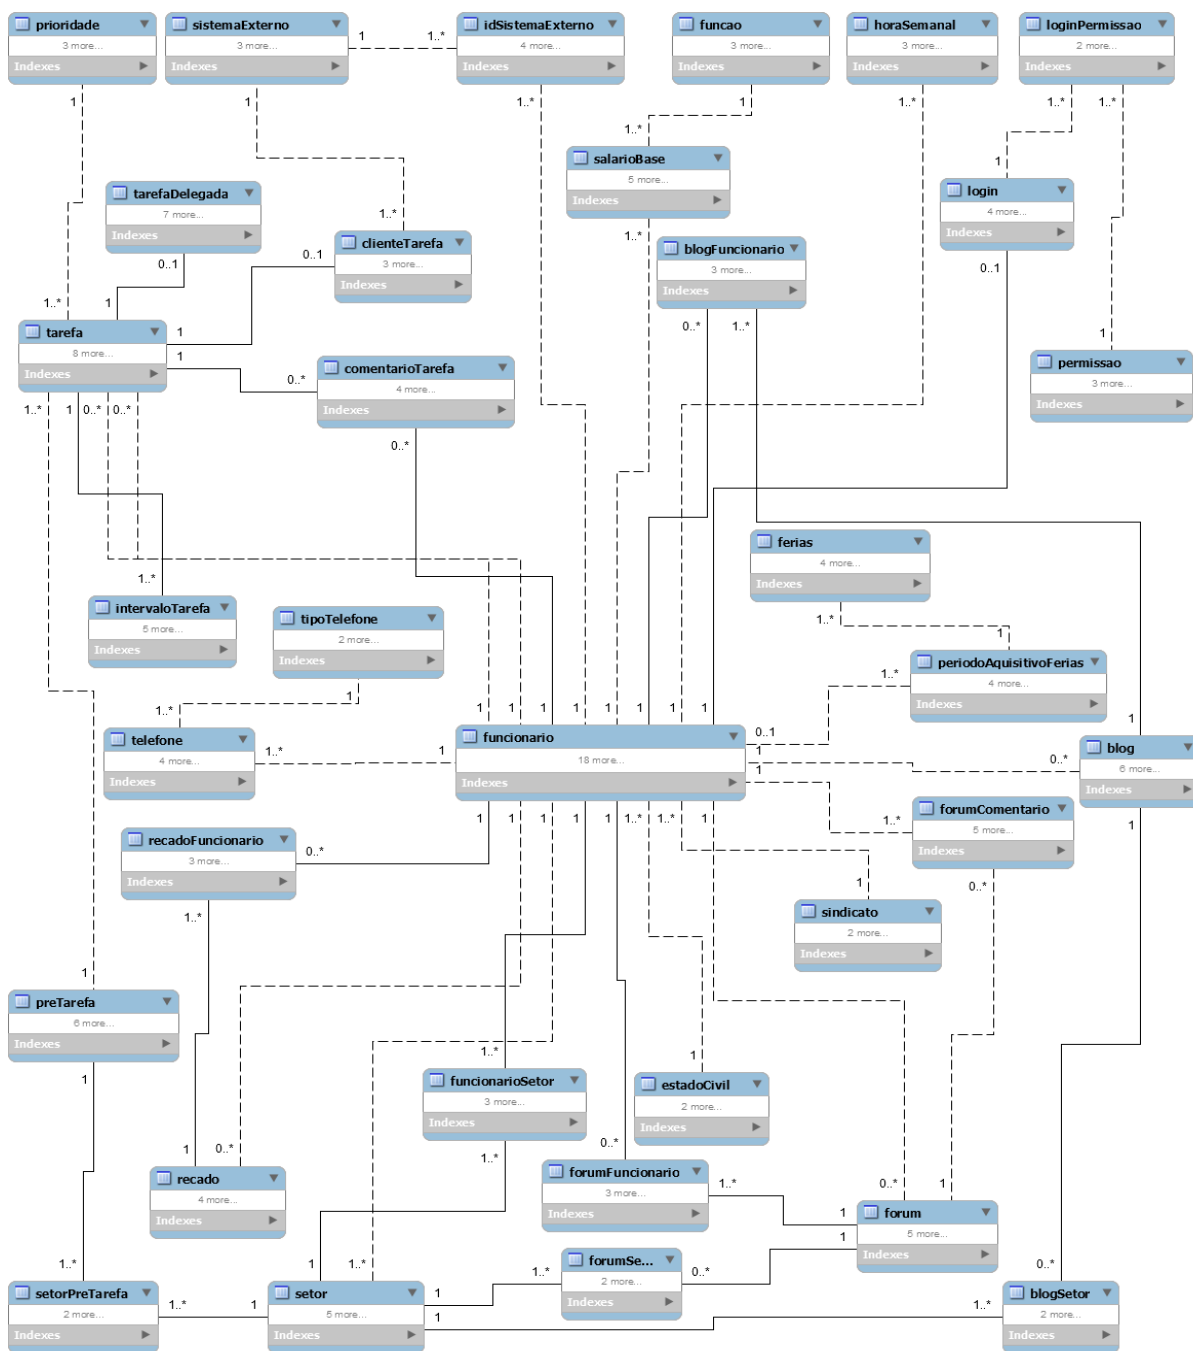 prioridade
3 more...
Indexes
sistemaExterno
3 more...
Indexes
idSistemaExterno
4 more...
Indexes
funcao
3 more...
Indexes
horaSemanal
3 more...
Indexes
loginPermissao
2 more...
Indexes
1
1..*
1
1
1..*
1
1..*
1..*
1..*
1..*
salarioBase
5 more...
Indexes
1
login
4 more...
Indexes
tarefaDelegada
7 more...
Indexes
1..*
clienteTarefa
3 more...
Indexes
1..*
blogFuncionario
3 more...
Indexes
0..1
0..1
0..1
1..*
1
tarefa
8 more...
Indexes
1
1
0..*
1..*
1
permissao
3 more...
Indexes
comentarioTarefa
4 more...
Indexes
0..*
1..*
1
0..*
0..*
0..*
ferias
4 more...
Indexes
1..*
intervaloTarefa
5 more...
Indexes
tipoTelefone
2 more...
Indexes
1..*
1
periodoAquisitivoFerias
4 more...
Indexes
1..*
1
1..*
1
1
1
1
1
1
1
1
1
telefone
4 more...
Indexes
1..*
1
funcionario
18 more...
Indexes
0..1
1
1
0..*
blog
6 more...
Indexes
forumComentario
5 more...
Indexes
1..*
1
1
1
1
1
1..*
1..*
1
1
recadoFuncionario
3 more...
Indexes
0..*
0..*
1
sindicato
2 more...
Indexes
1..*
1
preTarefa
6 more...
Indexes
1
1..*
1
funcionarioSetor
3 more...
Indexes
estadoCivil
2 more...
Indexes
1
0..*
1..*
0..*
recado
4 more...
Indexes
forumFuncionario
3 more...
Indexes
1..*
0..*
1
1
forum
5 more...
Indexes
1
1..*
1
1..*
0..*
setorPreTarefa
2 more...
Indexes
1..*
1
setor
5 more...
Indexes
1
1
1..*
forumSe...
2 more...
Indexes
0..*
1..*
blogSetor
2 more...
Indexes